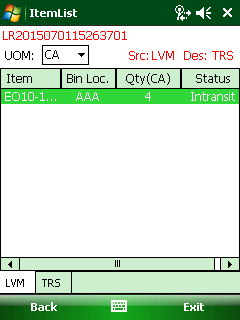 ItemList
LR2015070115263701
UOM: CA Src: LVM Des: TRS
Item Bin Loc. Qty(CA) Status
EO10-1... AAA 4 Intransit
LVM TRS
Back Exit